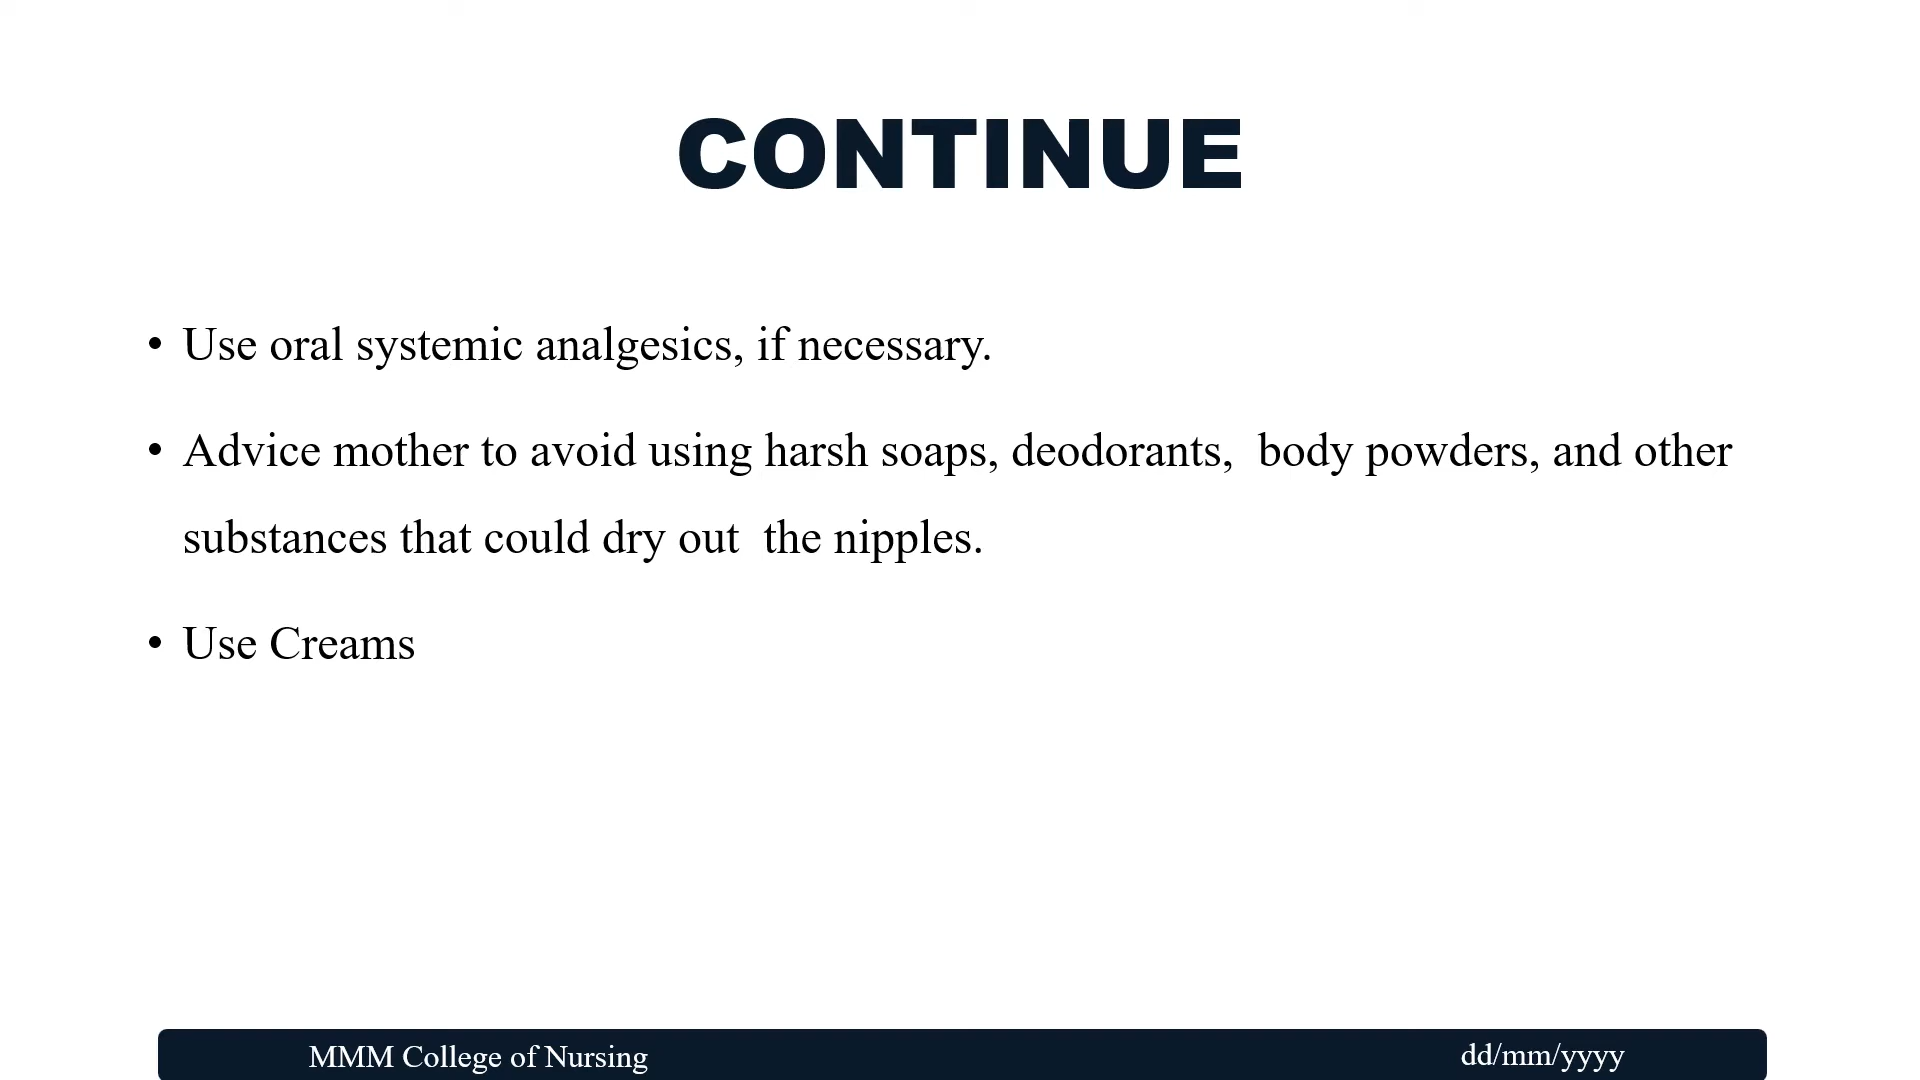 CONTINUE
• Use oral systemic analgesics, if necessary.
• Advice mother to avoid using harsh soaps, deodorants,  body powders, and other
substances that could dry out  the nipples.
• Use Creams
MMM College of Nursing
dd/mm/yyyy